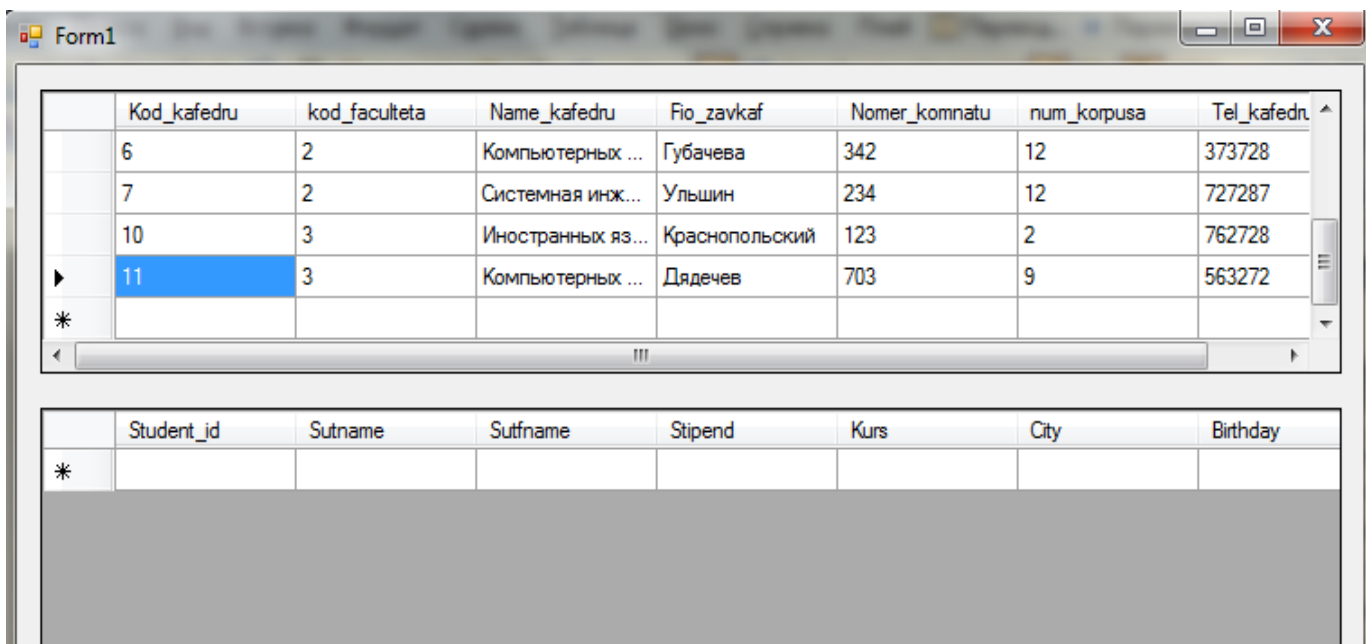 Form1
Kod_kafedru kod_faculteta Name_kafedru Fio_zavkaf Nomer_komnatu num_korpusa Tel_kafedru
6 2 Компьютерных ... Губачева 342 12 373728
7 2 Системная инж... Ульшин 234 12 727287
10 3 Иностранных яз... Краснопольский 123 2 762728
11 3 Компьютерных ... Дядечев 703 9 563272
Student_id Sutname Sutfname Stipend Kurs City Birthday